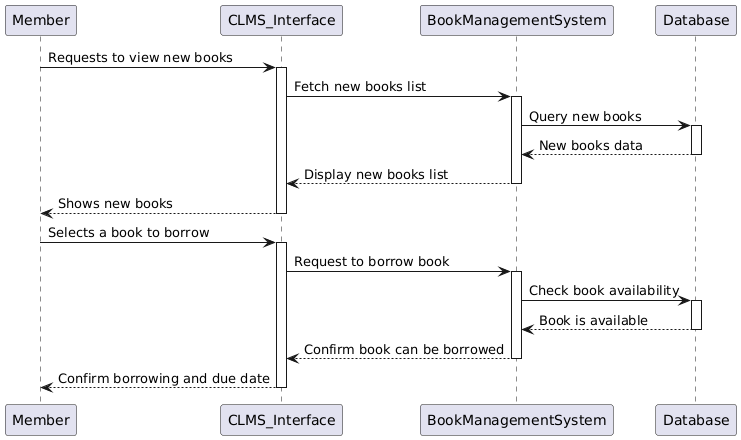 Member CLMS_Interface BookManagementSystem Database
Requests to view new books
Fetch new books list
Query new books
New books data
Display new books list
Shows new books
Selects a book to borrow
Request to borrow book
Check book availability
Book is available
Confirm book can be borrowed
Confirm borrowing and due date
Member CLMS_Interface BookManagementSystem Database